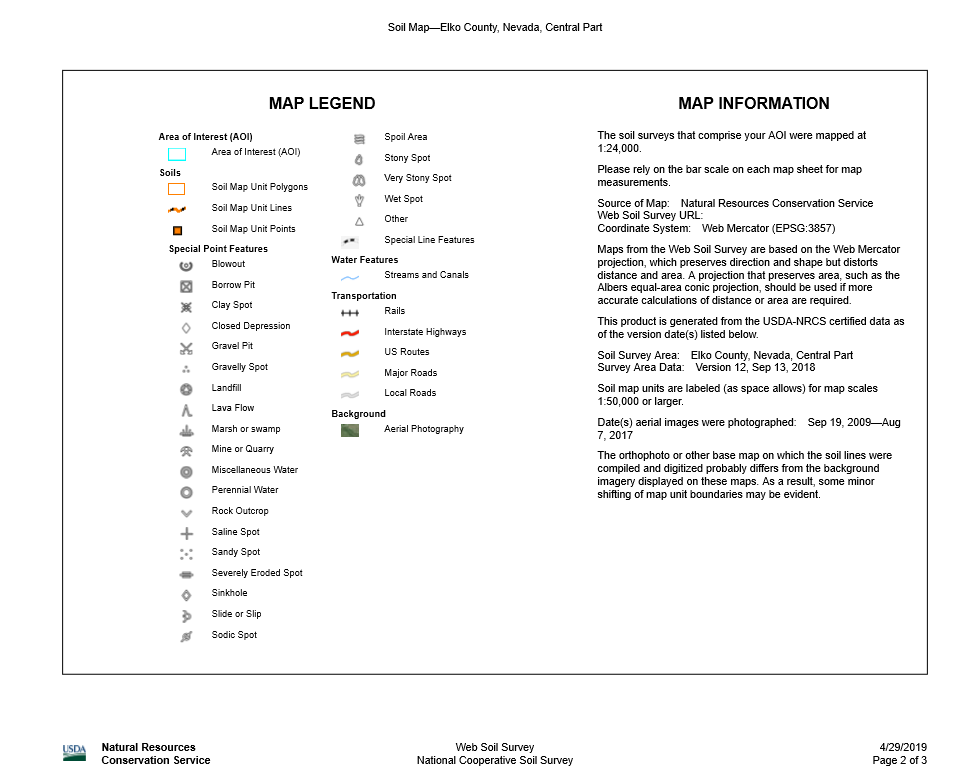 Soil Map—Elko County, Nevada, Central Part
MAP LEGEND
Area of Interest (AOI)
Area of Interest (AOI)
Soils
Soil Map Unit Polygons
Soil Map Unit Lines
Soil Map Unit Points
Special Point Features
Blowout
Borrow Pit
Clay Spot
Closed Depression
Gravel Pit
Gravelly Spot
Landfill
Lava Flow
Marsh or swamp
Mine or Quarry
Miscellaneous Water
Perennial Water
Rock Outcrop
Saline Spot
Sandy Spot
Severely Eroded Spot
Sinkhole
Slide or Slip
Sodic Spot
Spoil Area
Stony Spot
Very Stony Spot
Wet Spot
Other
Special Line Features
Water Features
Streams and Canals
Transportation
Rails
Interstate Highways
US Routes
Major Roads
Local Roads
Background
Aerial Photography
MAP INFORMATION
The soil surveys that comprise your AOI were mapped at
1:24,000.
Please rely on the bar scale on each map sheet for map
measurements.
Source of Map: Natural Resources Conservation Service
Web Soil Survey URL:
Coordinate System: Web Mercator (EPSG:3857)
Maps from the Web Soil Survey are based on the Web Mercator
projection, which preserves direction and shape but distorts
distance and area. A projection that preserves area, such as the
Albers equal-area conic projection, should be used if more
accurate calculations of distance or area are required.
This product is generated from the USDA-NRCS certified data as
of the version date(s) listed below.
Soil Survey Area: Elko County, Nevada, Central Part
Survey Area Data: Version 12, Sep 13, 2018
Soil map units are labeled (as space allows) for map scales
1:50,000 or larger.
Date(s) aerial images were photographed: Sep 19, 2009—Aug
7, 2017
The orthophoto or other base map on which the soil lines were
compiled and digitized probably differs from the background
imagery displayed on these maps. As a result, some minor
shifting of map unit boundaries may be evident.
USDA
Natural Resources
Conservation Service
Web Soil Survey
National Cooperative Soil Survey
4/29/2019
Page 2 of 3